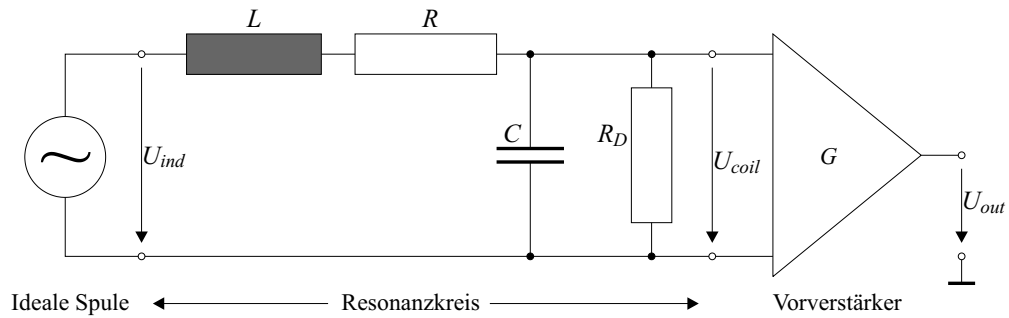 L
R
C
R_D
U_ind
U_coil
G
U_out
Ideale Spule
Resonanzkreis
Vorverstärker